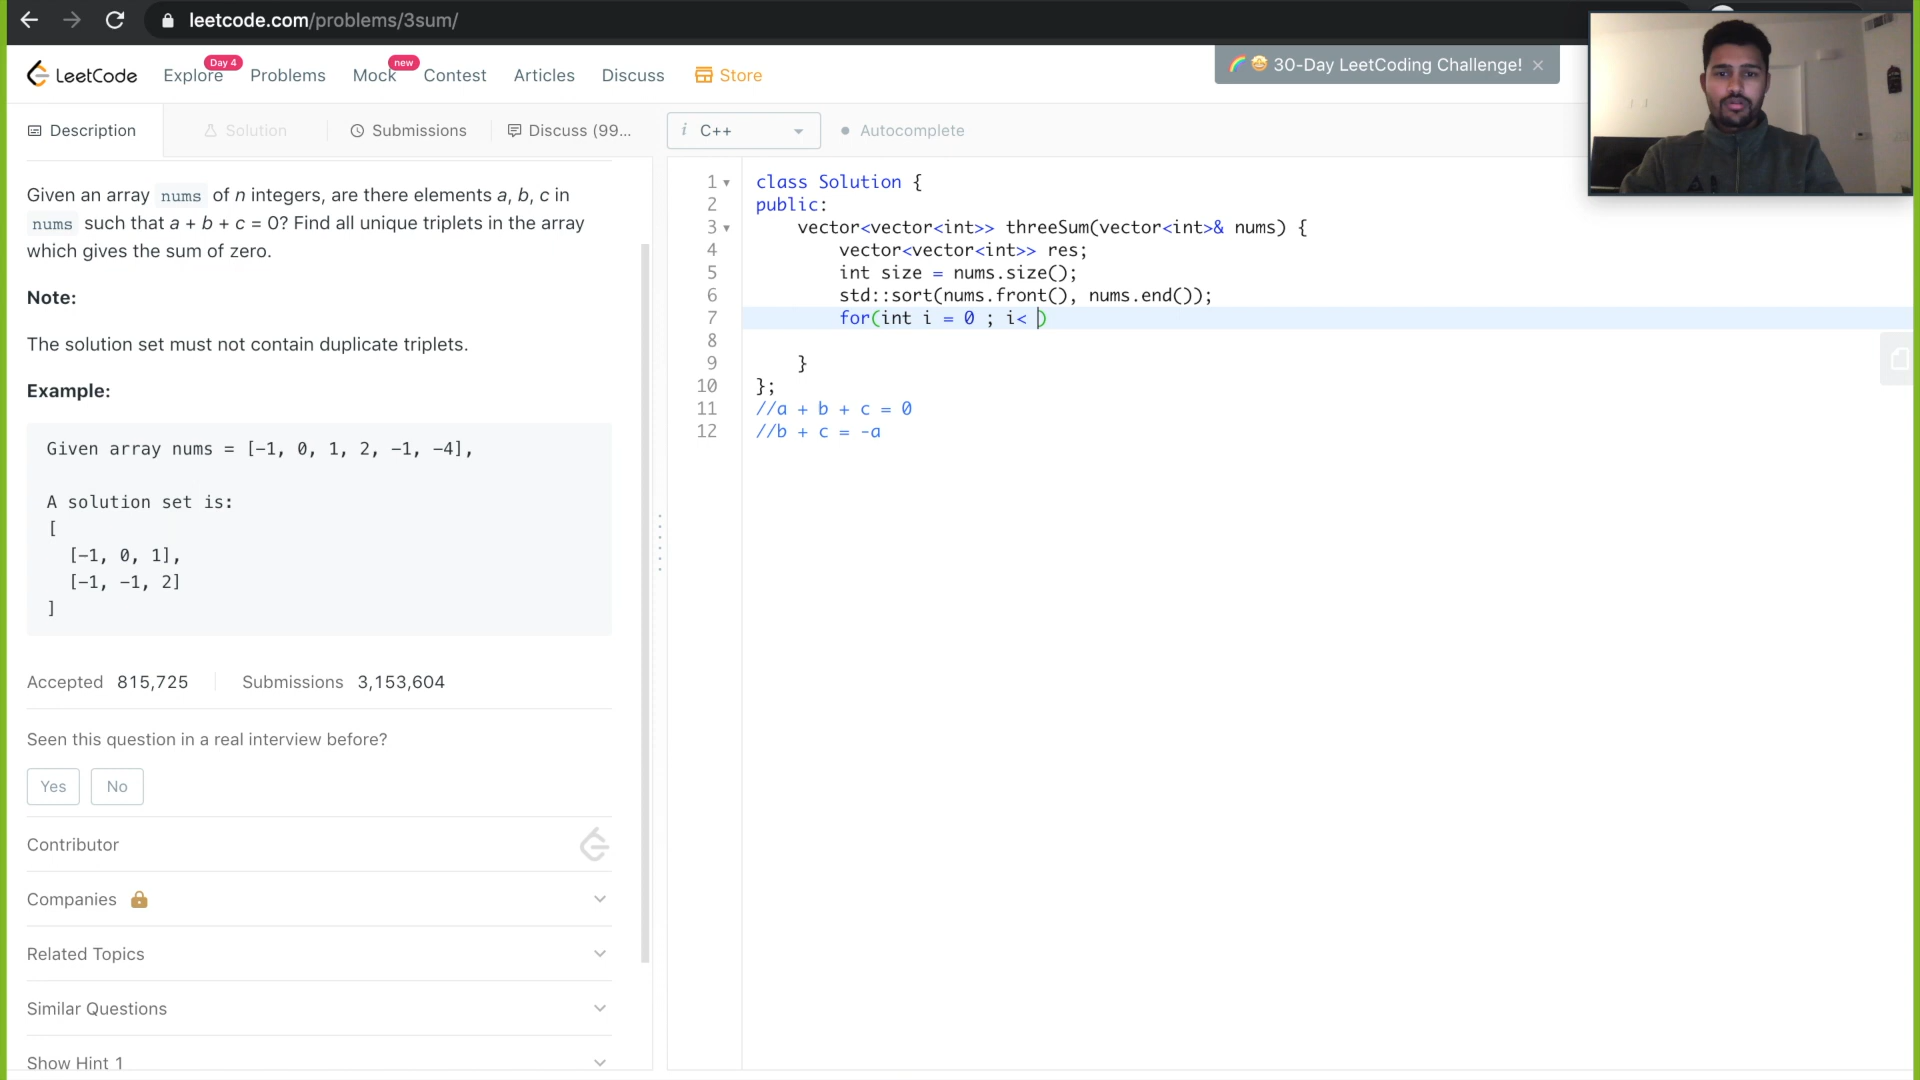 leetcode.com/problems/3sum/
LeetCode
Explore
Day 4
Problems
Mock
new
Contest
Articles
Discuss
Store
30-Day LeetCoding Challenge!
Description
Solution
Submissions
Discuss (99...
i C++
Autocomplete
Given an array nums of n integers, are there elements a, b, c in
nums such that a + b + c = 0? Find all unique triplets in the array
which gives the sum of zero.
Note:
The solution set must not contain duplicate triplets.
Example:
Given array nums = [-1, 0, 1, 2, -1, -4],
A solution set is:
[
[-1, 0, 1],
[-1, -1, 2]
]
Accepted 815,725
Submissions 3,153,604
Seen this question in a real interview before?
Yes
No
Contributor
Companies
Related Topics
Similar Questions
Show Hint 1
1 class Solution {
2 public:
3 vector<vector<int>> threeSum(vector<int>& nums) {
4 vector<vector<int>> res;
5 int size = nums.size();
6 std::sort(nums.front(), nums.end());
7 for(int i = 0 ; i< )
8
9 }
10 };
11 //a + b + c = 0
12 //b + c = -a